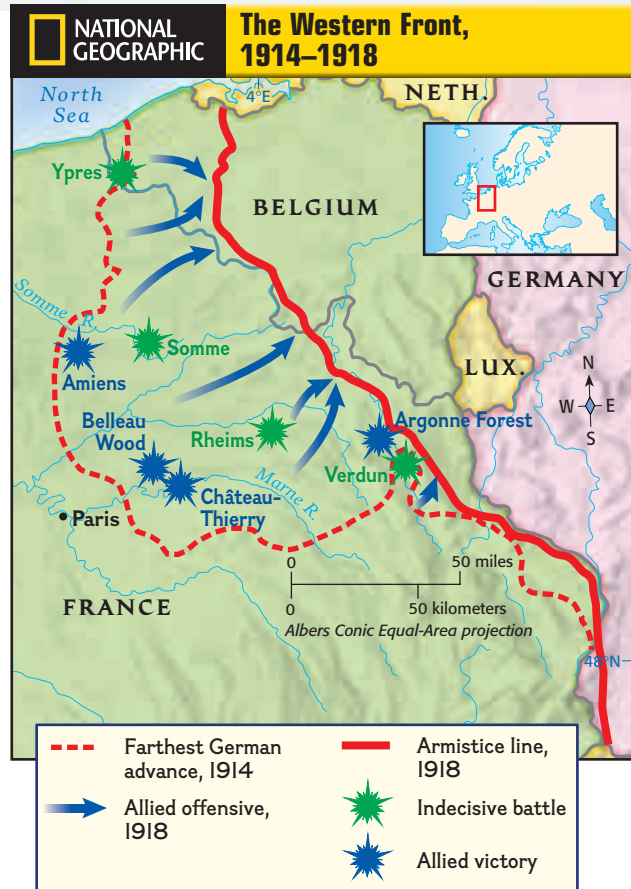 NATIONAL
GEOGRAPHIC
The Western Front,
1914–1918
North
Sea
4°E
NETH.
Ypres
BELGIUM
GERMANY
Somme R.
Somme
Amiens
LUX.
N
W
E
S
Belleau
Wood
Rheims
Argonne Forest
Verdun
Château-
Thierry
Marne R.
Paris
0
50 miles
0
50 kilometers
Albers Conic Equal-Area projection
FRANCE
48°N
Farthest German
advance, 1914
Armistice line,
1918
Allied offensive,
1918
Indecisive battle
Allied victory